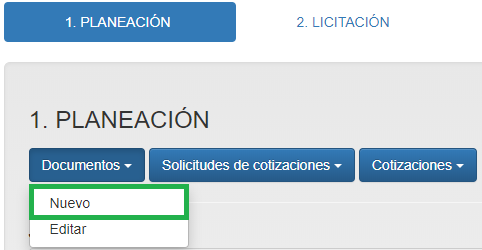 1. PLANEACIÓN
2. LICITACIÓN
1. PLANEACIÓN
Documentos
Solicitudes de cotizaciones
Cotizaciones
Nuevo
Editar